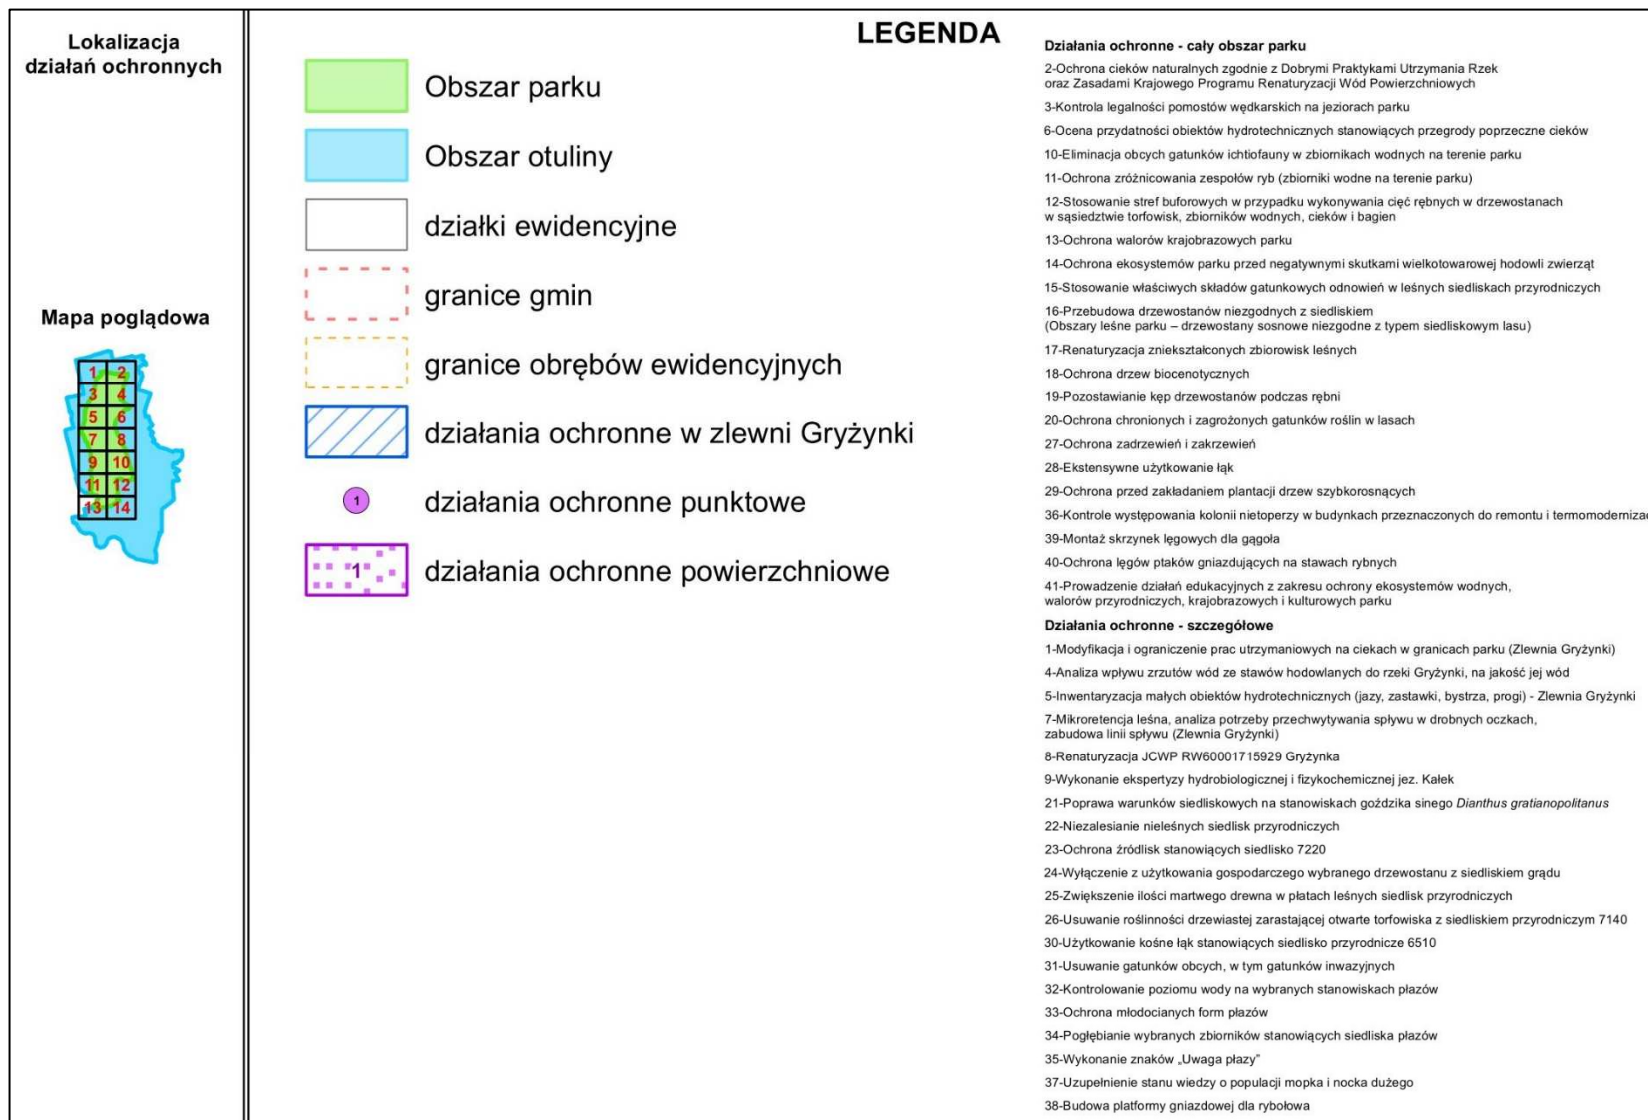 Lokalizacja
działań ochronnych
Mapa poglądowa
1 2
3 4
5 6
7 8
9 10
11 12
13 14
LEGENDA
Obszar parku
Obszar otuliny
działki ewidencyjne
granice gmin
granice obrębów ewidencyjnych
działania ochronne w zlewni Gryżynki
1 działania ochronne punktowe
1 działania ochronne powierzchniowe
Działania ochronne - cały obszar parku
2-Ochrona cieków naturalnych zgodnie z Dobrymi Praktykami Utrzymania Rzek
oraz Zasadami Krajowego Programu Renaturyzacji Wód Powierzchniowych
3-Kontrola legalności pomostów wędkarskich na jeziorach parku
6-Ocena przydatności obiektów hydrotechnicznych stanowiących przegrody poprzeczne cieków
10-Eliminacja obcych gatunków ichtiofauny w zbiornikach wodnych na terenie parku
11-Ochrona zróżnicowania zespołów ryb (zbiorniki wodne na terenie parku)
12-Stosowanie stref buforowych w przypadku wykonywania cięć rębnych w drzewostanach
w sąsiedztwie torfowisk, zbiorników wodnych, cieków i bagien
13-Ochrona walorów krajobrazowych parku
14-Ochrona ekosystemów parku przed negatywnymi skutkami wielkotowarowej hodowli zwierząt
15-Stosowanie właściwych składów gatunkowych odnowień w leśnych siedliskach przyrodniczych
16-Przebudowa drzewostanów niezgodnych z siedliskiem
(Obszary leśne parku – drzewostany sosnowe niezgodne z typem siedliskowym lasu)
17-Renaturyzacja zniekształconych zbiorowisk leśnych
18-Ochrona drzew biocenotycznych
19-Pozostawianie kęp drzewostanów podczas rębni
20-Ochrona chronionych i zagrożonych gatunków roślin w lasach
27-Ochrona zadrzewień i zakrzewień
28-Ekstensywne użytkowanie łąk
29-Ochrona przed zakładaniem plantacji drzew szybkorosnących
36-Kontrole występowania kolonii nietoperzy w budynkach przeznaczonych do remontu i termomodernizac
39-Montaż skrzynek lęgowych dla gągoła
40-Ochrona lęgów ptaków gniazdujących na stawach rybnych
41-Prowadzenie działań edukacyjnych z zakresu ochrony ekosystemów wodnych,
walorów przyrodniczych, krajobrazowych i kulturowych parku
Działania ochronne - szczegółowe
1-Modyfikacja i ograniczenie prac utrzymaniowych na ciekach w granicach parku (Zlewnia Gryżynki)
4-Analiza wpływu zrzutów wód ze stawów hodowlanych do rzeki Gryżynki, na jakość jej wód
5-Inwentaryzacja małych obiektów hydrotechnicznych (jazy, zastawki, bystrza, progi) - Zlewnia Gryżynki
7-Mikroretencja leśna, analiza potrzeby przechwytywania spływu w drobnych oczkach,
zabudowa linii spływu (Zlewnia Gryżynki)
8-Renaturyzacja JCWP RW60001715929 Gryżynka
9-Wykonanie ekspertyzy hydrobiologicznej i fizykochemicznej jez. Kałek
21-Poprawa warunków siedliskowych na stanowiskach goździka sinego Dianthus gratianopolitanus
22-Niezalesianie nieleśnych siedlisk przyrodniczych
23-Ochrona źródlisk stanowiących siedlisko 7220
24-Wyłączenie z użytkowania gospodarczego wybranego drzewostanu z siedliskiem grądu
25-Zwiększenie ilości martwego drewna w płatach leśnych siedlisk przyrodniczych
26-Usuwanie roślinności drzewiastej zarastającej otwarte torfowiska z siedliskiem przyrodniczym 7140
30-Użytkowanie kośne łąk stanowiących siedlisko przyrodnicze 6510
31-Usuwanie gatunków obcych, w tym gatunków inwazyjnych
32-Kontrolowanie poziomu wody na wybranych stanowiskach płazów
33-Ochrona młodocianych form płazów
34-Pogłębianie wybranych zbiorników stanowiących siedliska płazów
35-Wykonanie znaków „Uwaga płazy”
37-Uzupełnienie stanu wiedzy o populacji mopka i nocka dużego
38-Budowa platformy gniazdowej dla rybołowa